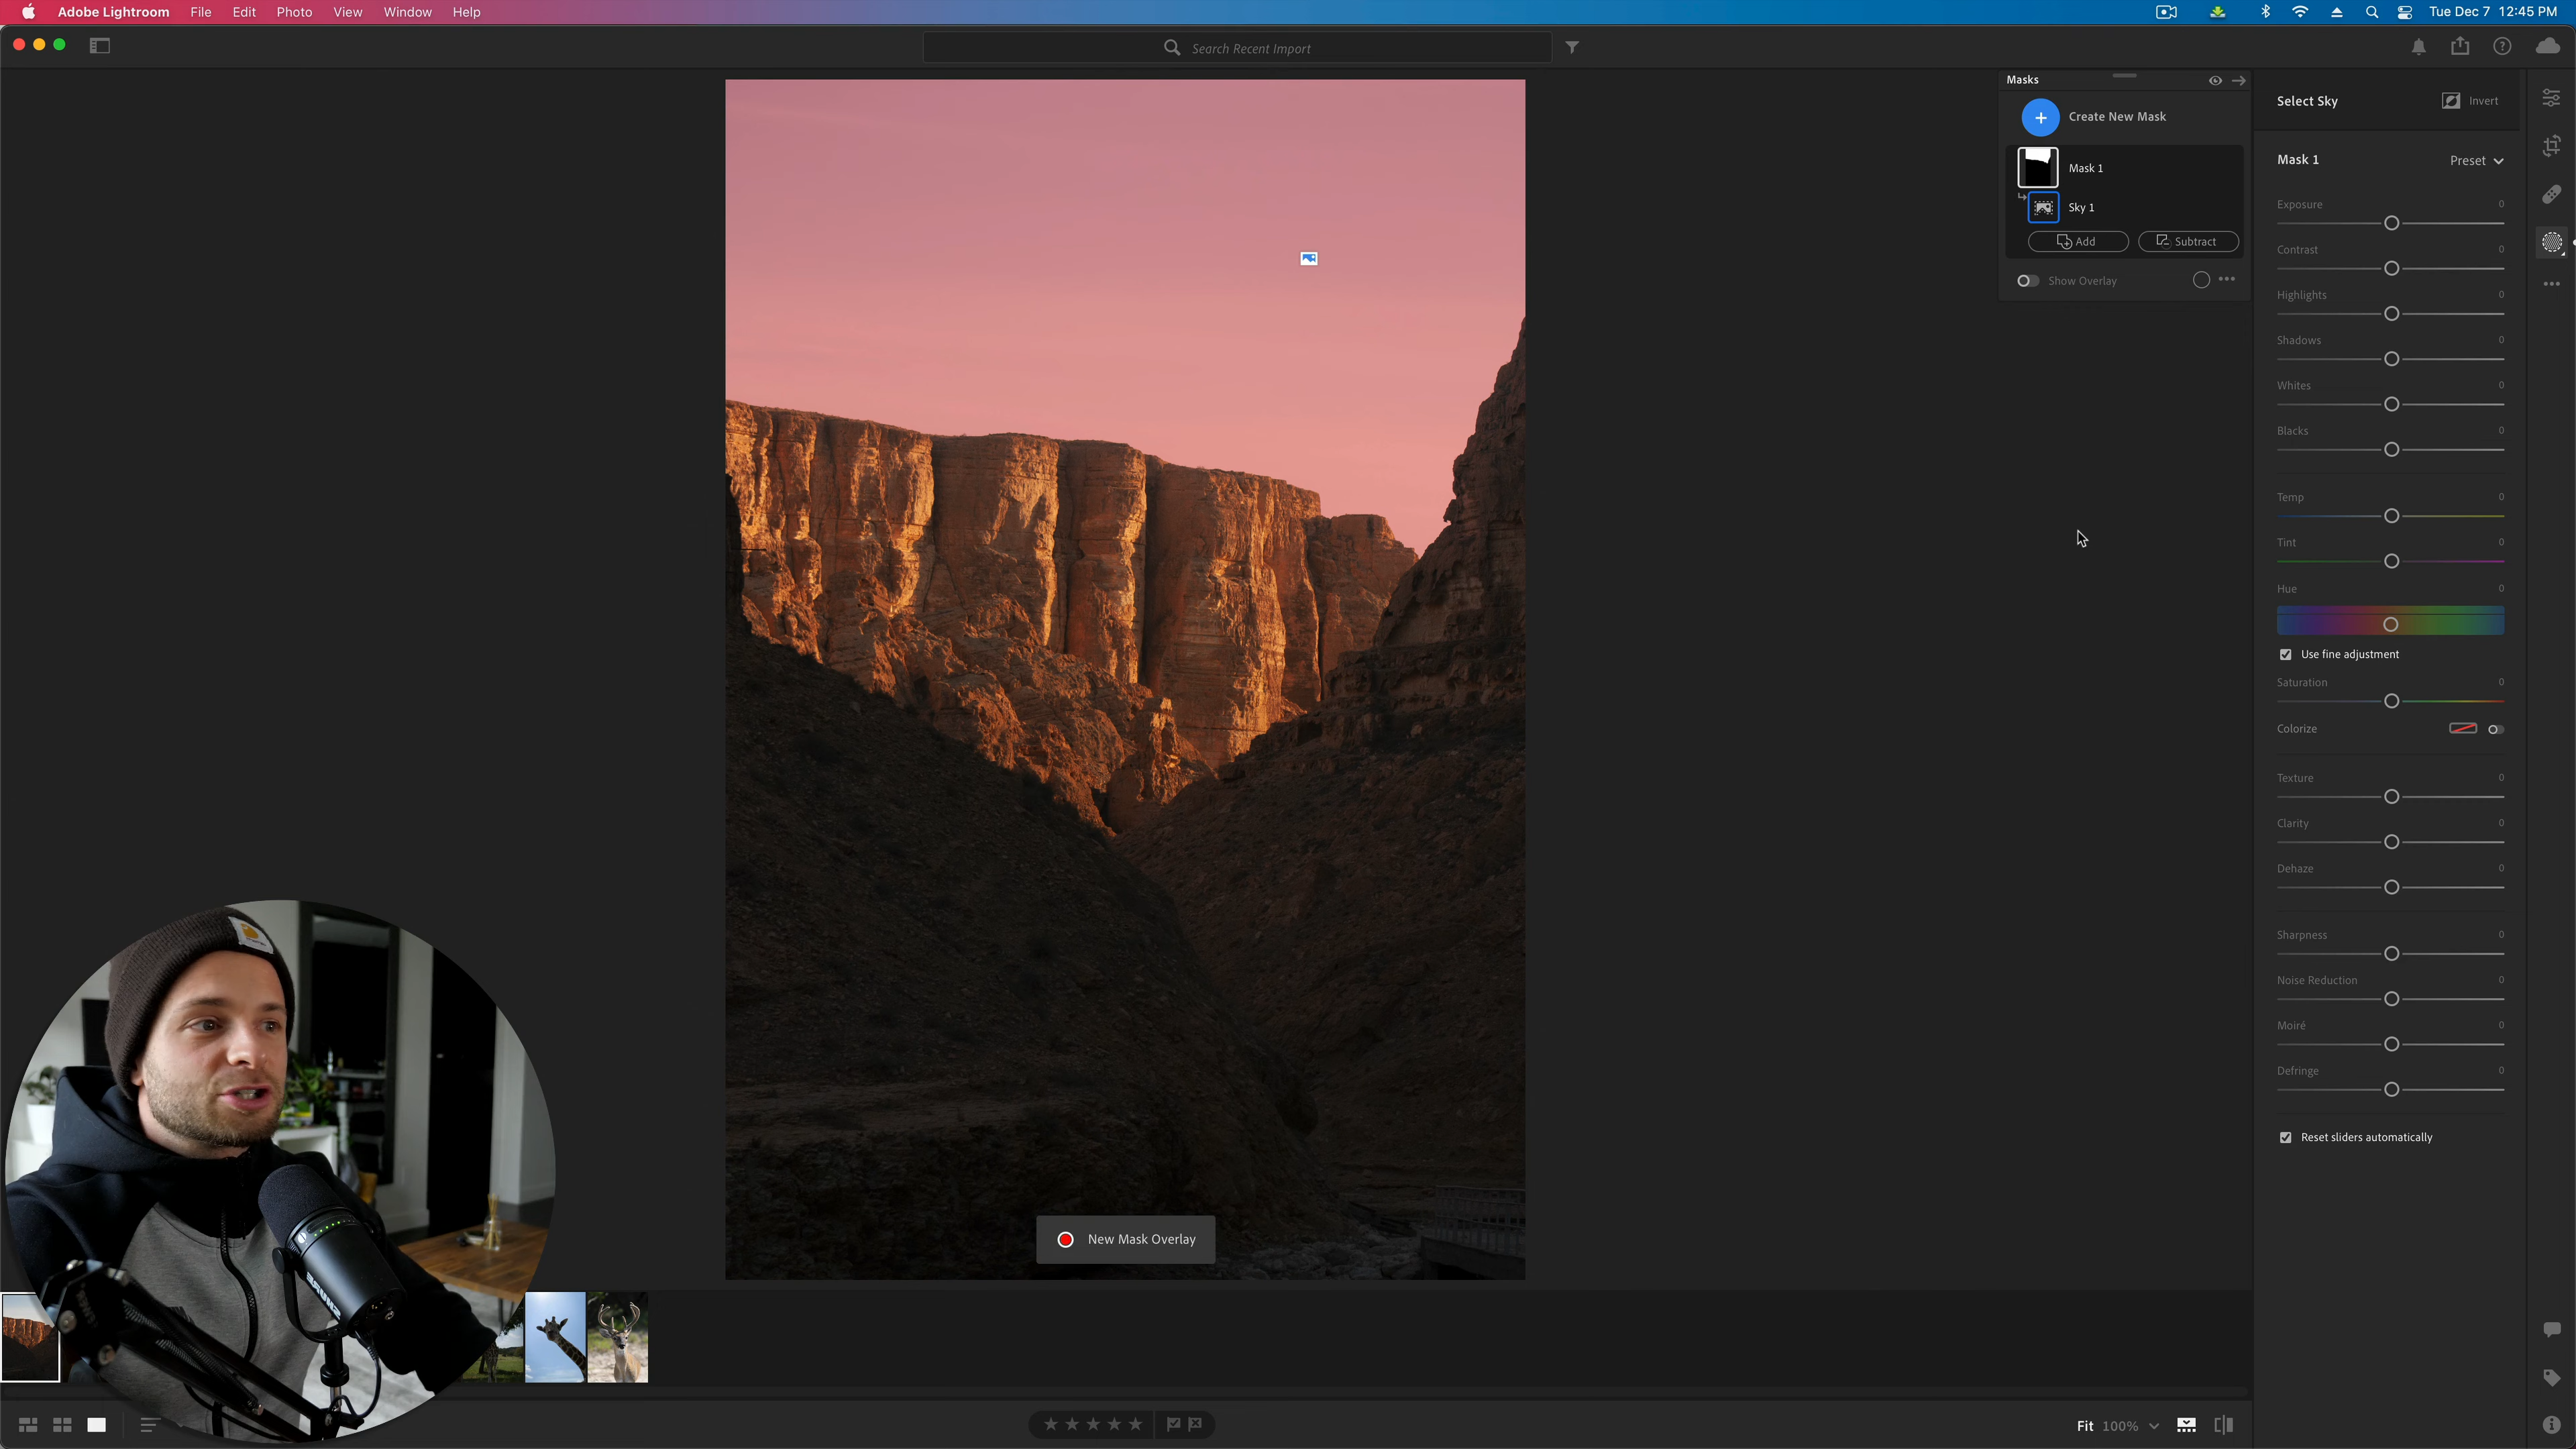 Adobe Lightroom File Edit Photo View Window Help Tue Dec 7 12:45 PM
Search Recent Import
Masks
Create New Mask
Mask 1
Sky 1
Add Subtract
Show Overlay
Select Sky Invert
Mask 1 Preset
Exposure 0
Contrast 0
Highlights 0
Shadows 0
Whites 0
Blacks 0
Temp 0
Tint 0
Hue 0
Use fine adjustment
Saturation 0
Colorize
Texture 0
Clarity 0
Dehaze 0
Sharpness 0
Noise Reduction 0
Moiré 0
Defringe 0
Reset sliders automatically
New Mask Overlay
SHURE
Fit 100%